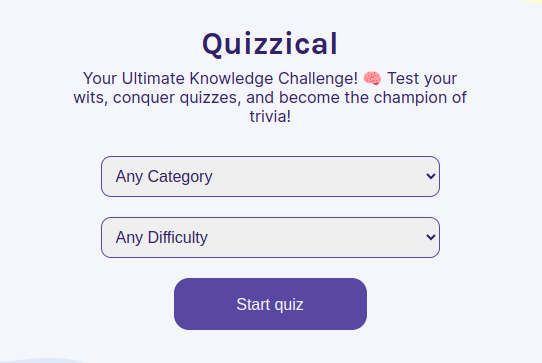 Quizzical
Your Ultimate Knowledge Challenge! 🧠 Test your
wits, conquer quizzes, and become the champion of
trivia!
Any Category
Any Difficulty
Start quiz